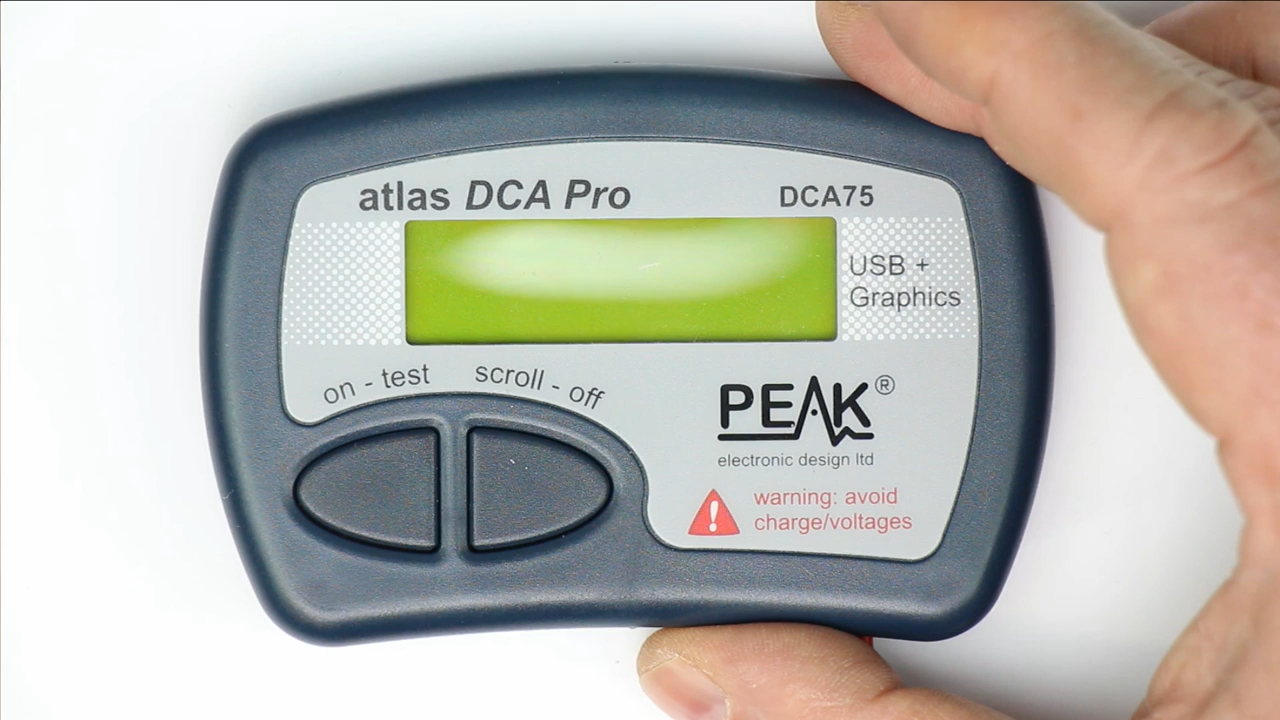 atlas DCA Pro
DCA75
USB +
Graphics
on - test
scroll - off
PEAK®
electronic design ltd
warning: avoid
charge/voltages